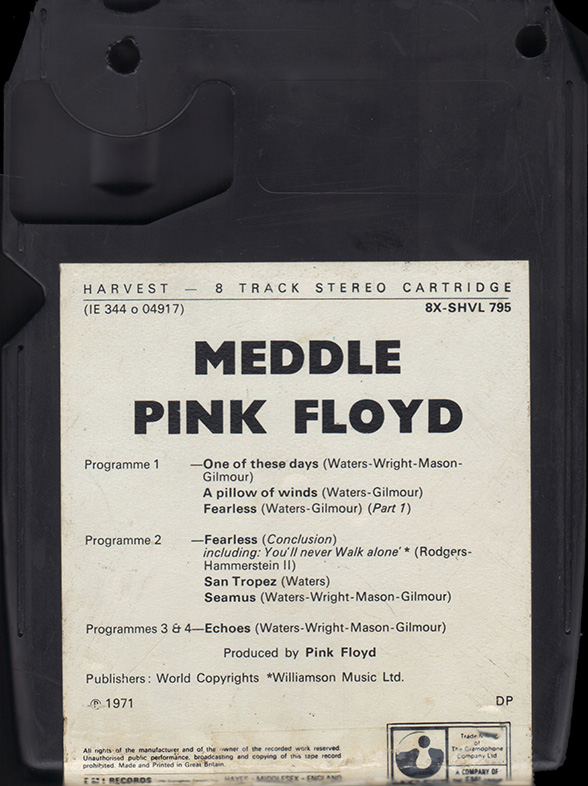 HARVEST — 8 TRACK STEREO CARTRIDGE
(IE 344 o 04917) 8X-SHVL 795
MEDDLE
PINK FLOYD
Programme 1 —One of these days (Waters-Wright-Mason-
Gilmour)
A pillow of winds (Waters-Gilmour)
Fearless (Waters-Gilmour) (Part 1)
Programme 2 —Fearless (Conclusion)
including: You'll never Walk alone' * (Rodgers-
Hammerstein II)
San Tropez (Waters)
Seamus (Waters-Wright-Mason-Gilmour)
Programmes 3 & 4—Echoes (Waters-Wright-Mason-Gilmour)
Produced by Pink Floyd
Publishers: World Copyrights *Williamson Music Ltd.
℗ 1971 DP
All rights of the manufacturer and of the owner of the recorded work reserved.
Unauthorised public performance, broadcasting and copying of this tape record
prohibited. Made and Printed in Great Britain.
Trade
of
The Gramophone
Company Ltd
E M I RECORDS HAYES - MIDDLESEX - ENGLAND
A COMPANY OF